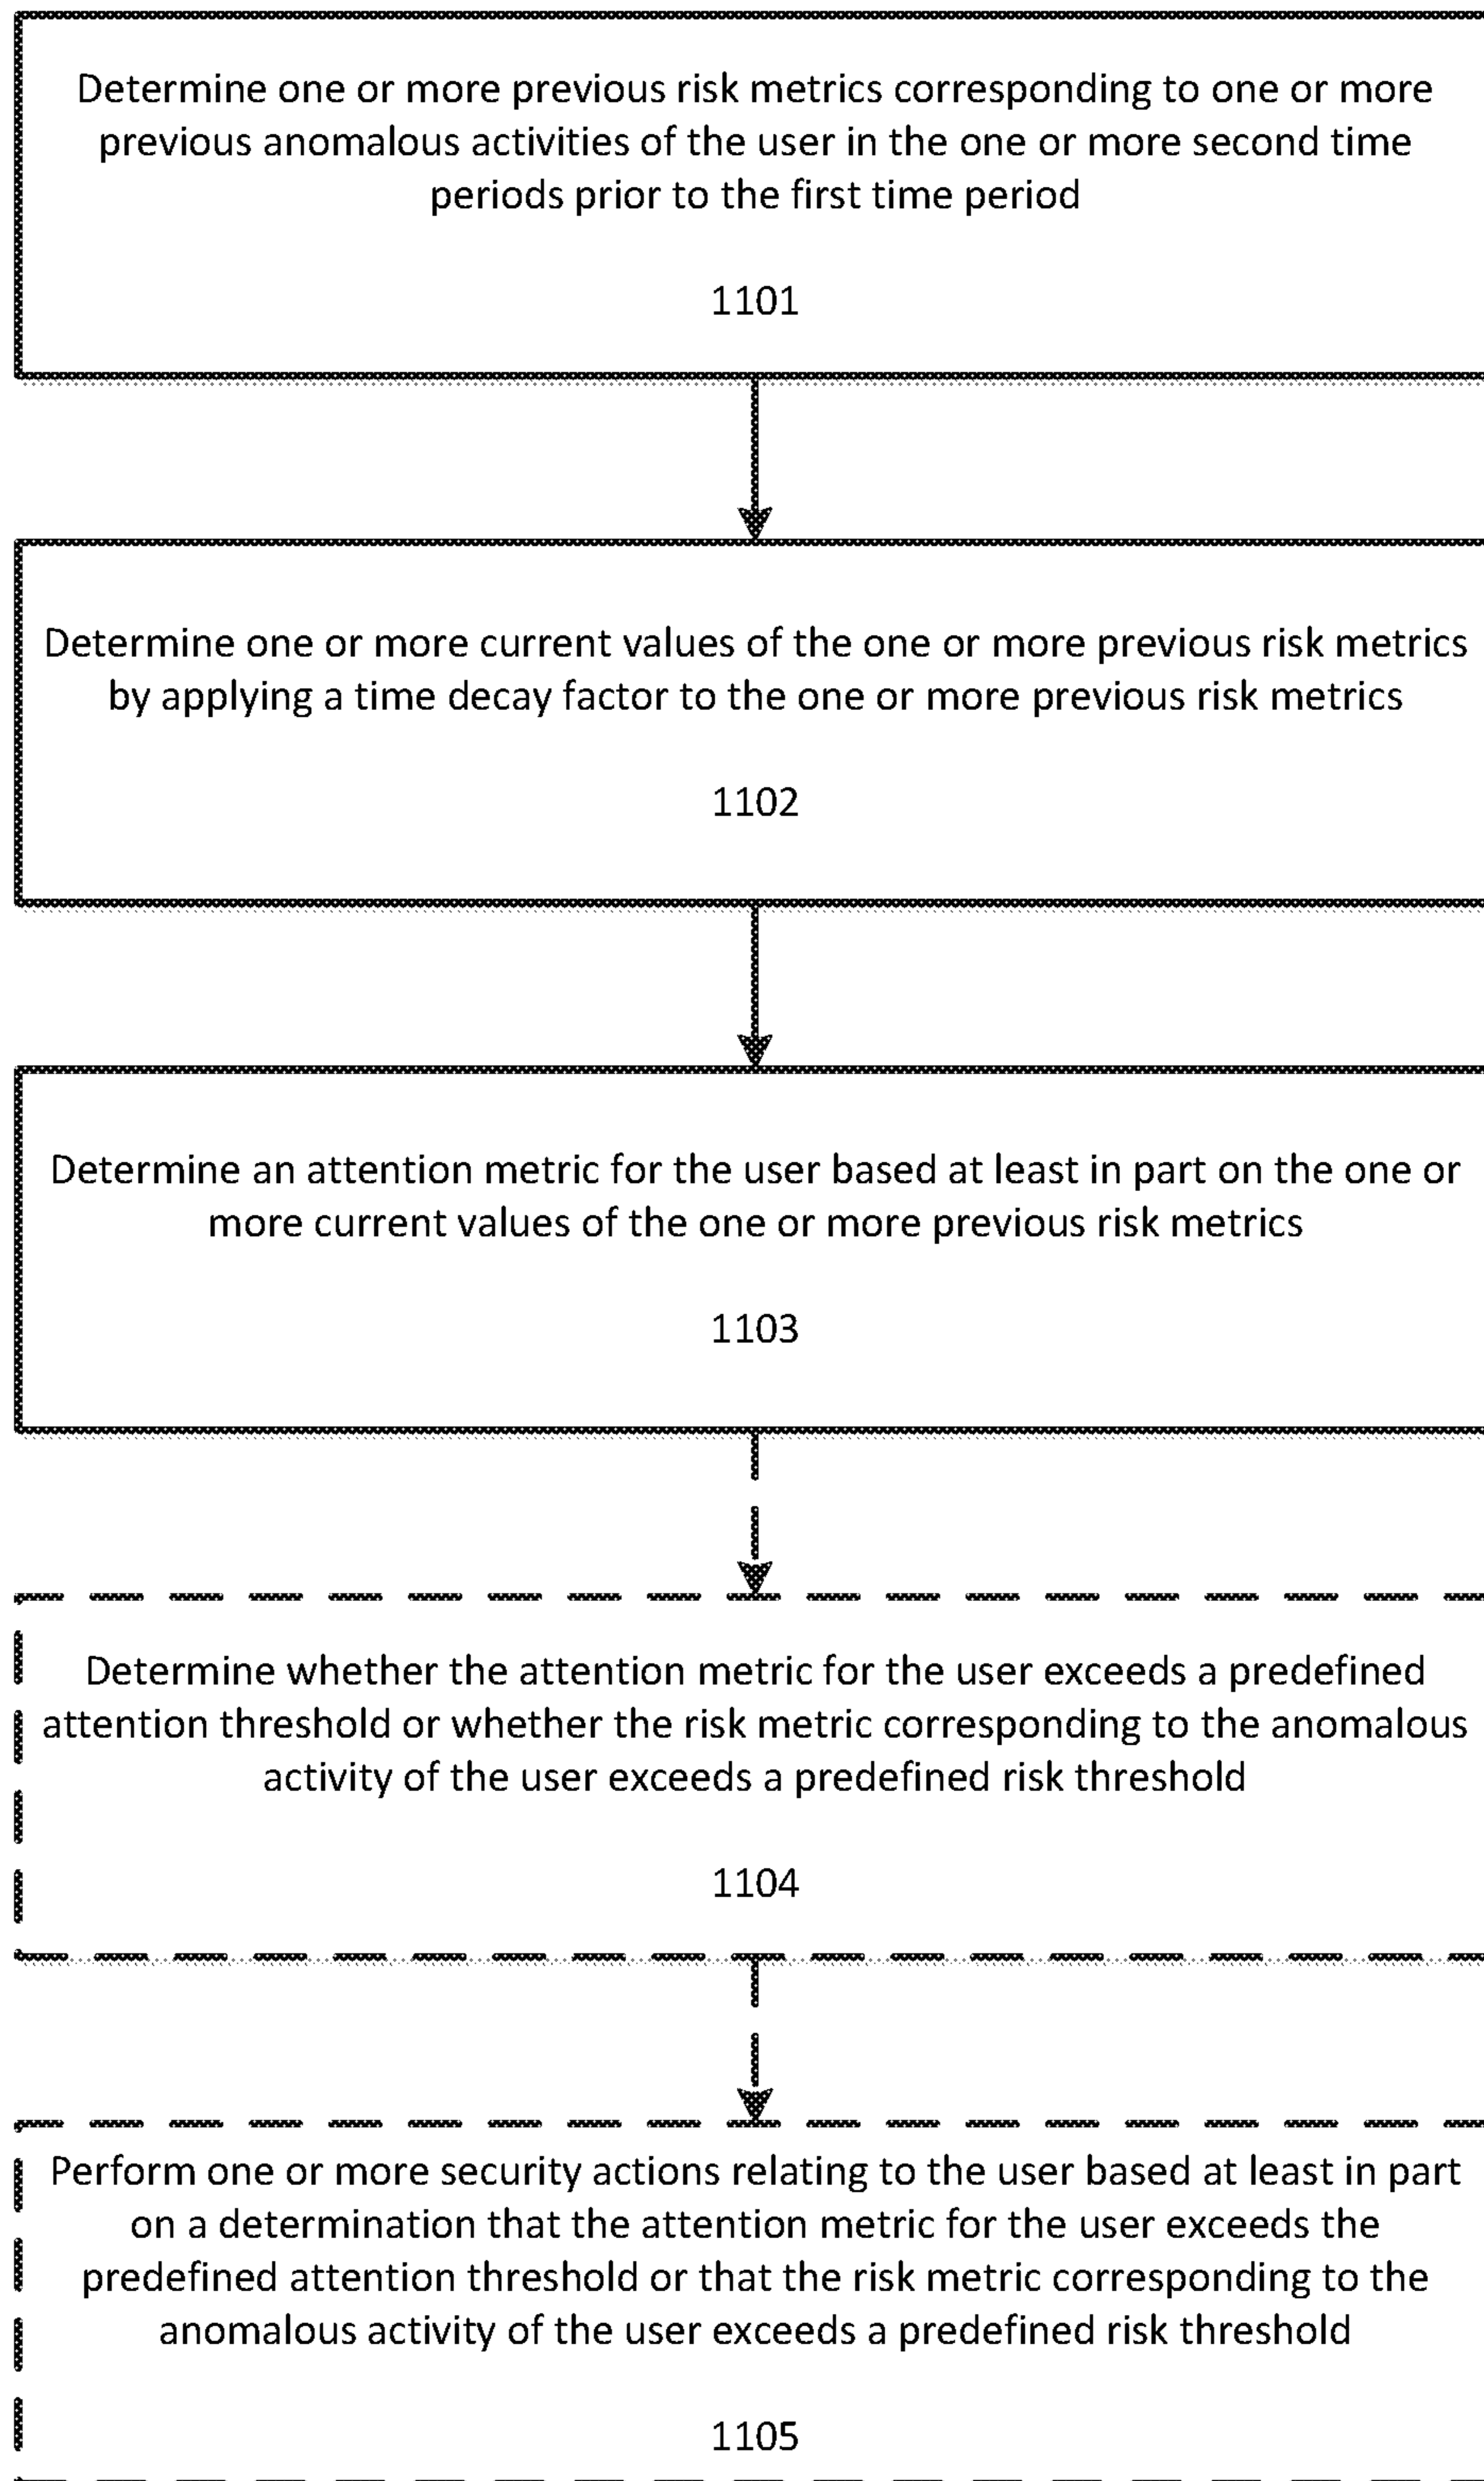 Determine one or more previous risk metrics corresponding to one or more
previous anomalous activities of the user in the one or more second time
periods prior to the first time period
1101
Determine one or more current values of the one or more previous risk metrics
by applying a time decay factor to the one or more previous risk metrics
1102
Determine an attention metric for the user based at least in part on the one or
more current values of the one or more previous risk metrics
1103
Determine whether the attention metric for the user exceeds a predefined
attention threshold or whether the risk metric corresponding to the anomalous
activity of the user exceeds a predefined risk threshold
1104
Perform one or more security actions relating to the user based at least in part
on a determination that the attention metric for the user exceeds the
predefined attention threshold or that the risk metric corresponding to the
anomalous activity of the user exceeds a predefined risk threshold
1105